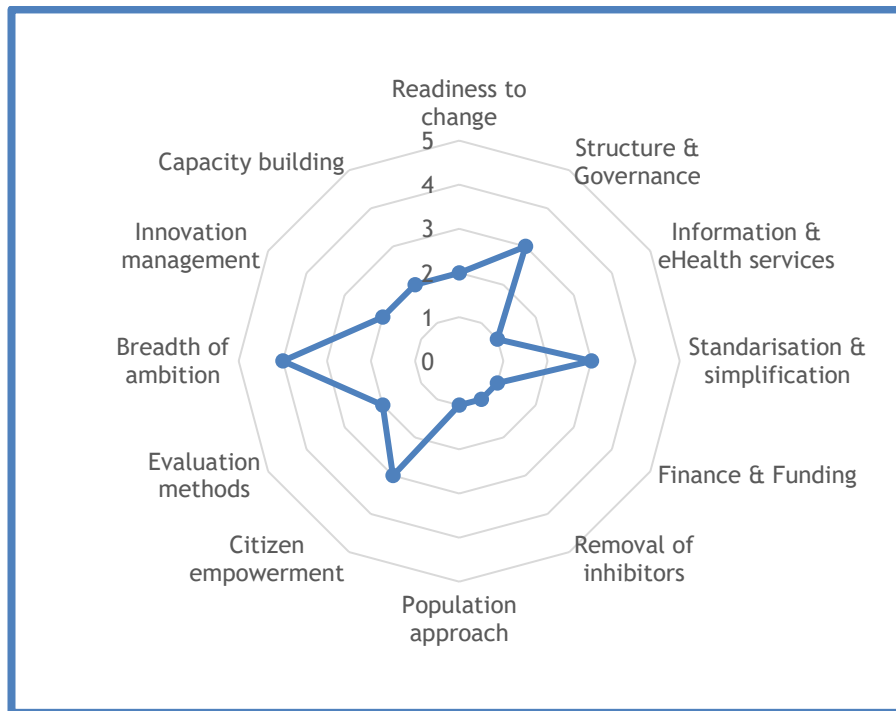 Readiness to
change
Structure &
Governance
Information &
eHealth services
Standarisation &
simplification
Finance & Funding
Removal of
inhibitors
Population
approach
Citizen
empowerment
Evaluation
methods
Breadth of
ambition
Innovation
management
Capacity building
5
4
3
2
1
0